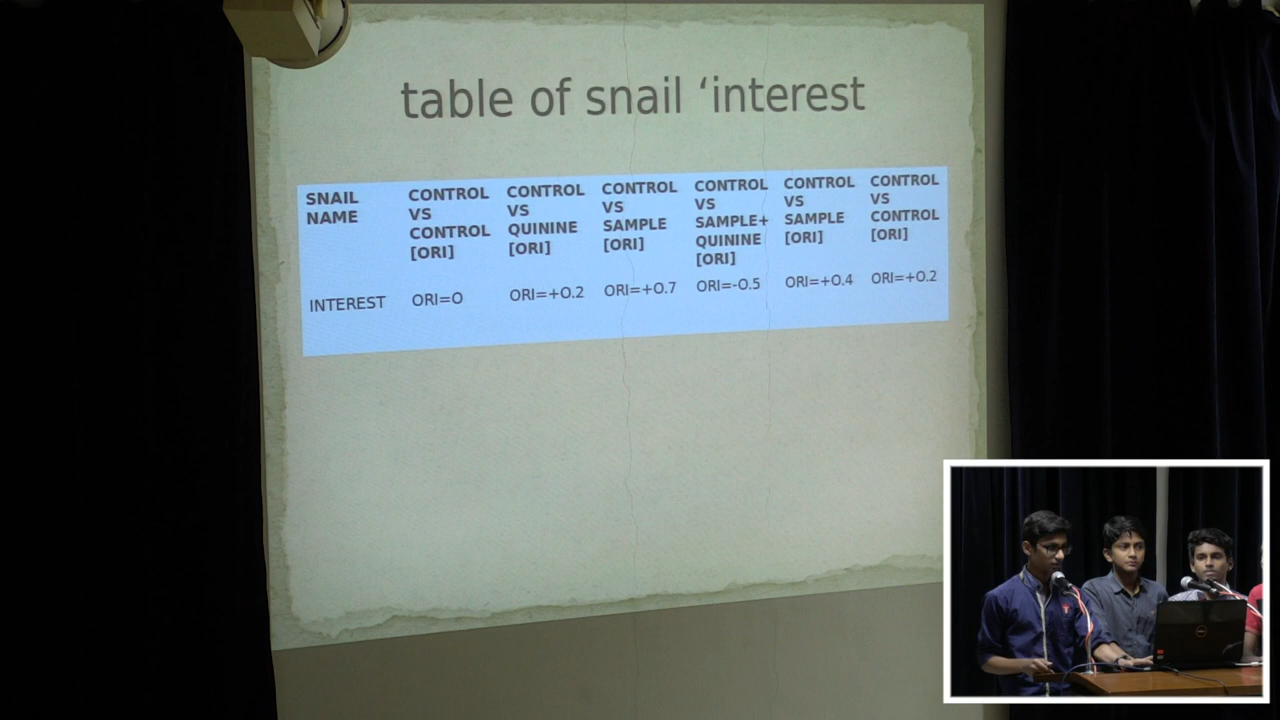 table of snail ‘interest
SNAIL
NAME
CONTROL
VS
CONTROL
[ORI]
CONTROL
VS
QUININE
[ORI]
CONTROL
VS
SAMPLE
[ORI]
CONTROL
VS
SAMPLE+
QUININE
[ORI]
CONTROL
VS
SAMPLE
[ORI]
CONTROL
VS
CONTROL
[ORI]
INTEREST
ORI=O
ORI=+O.2
ORI=+O.7
ORI=-O.5
ORI=+O.4
ORI=+O.2